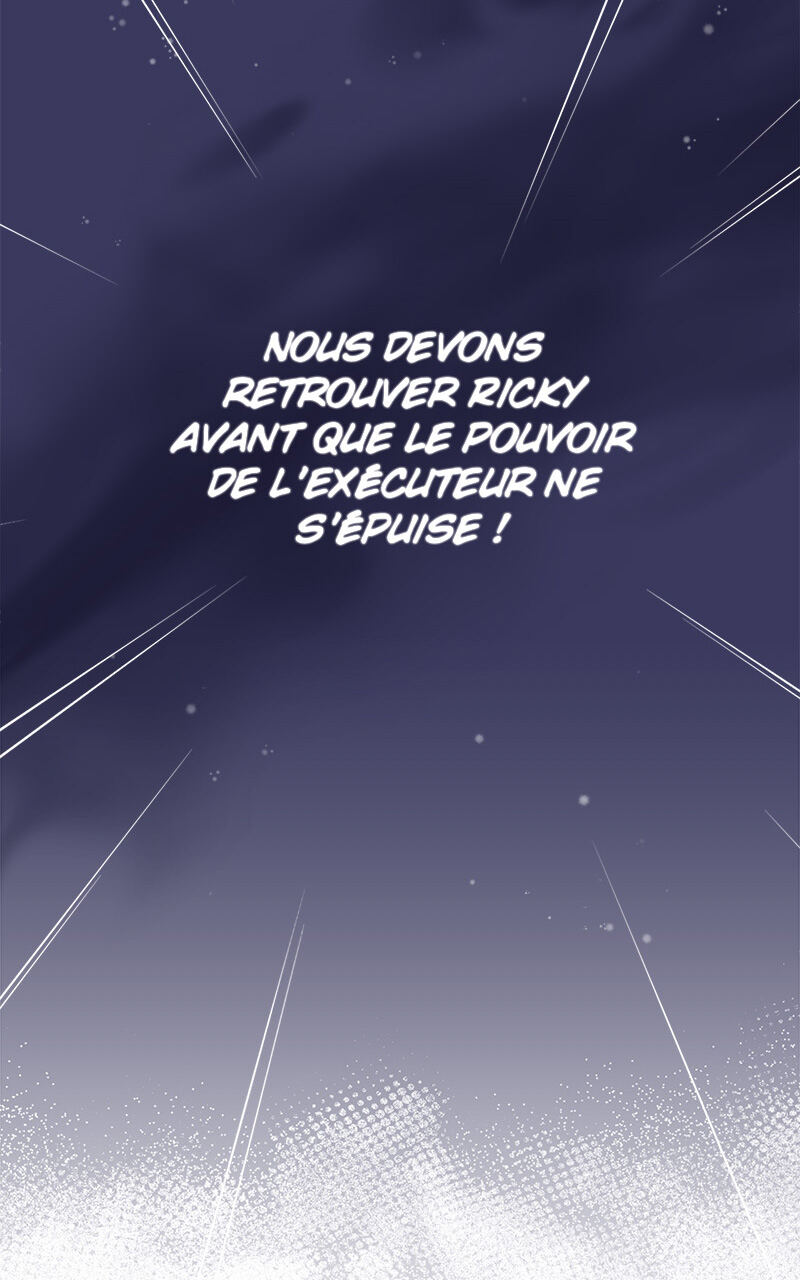 NOUS DEVONS
RETROUVER RICKY
AVANT QUE LE POUVOIR
DE L'EXÉCUTEUR NE
S'ÉPUISE !